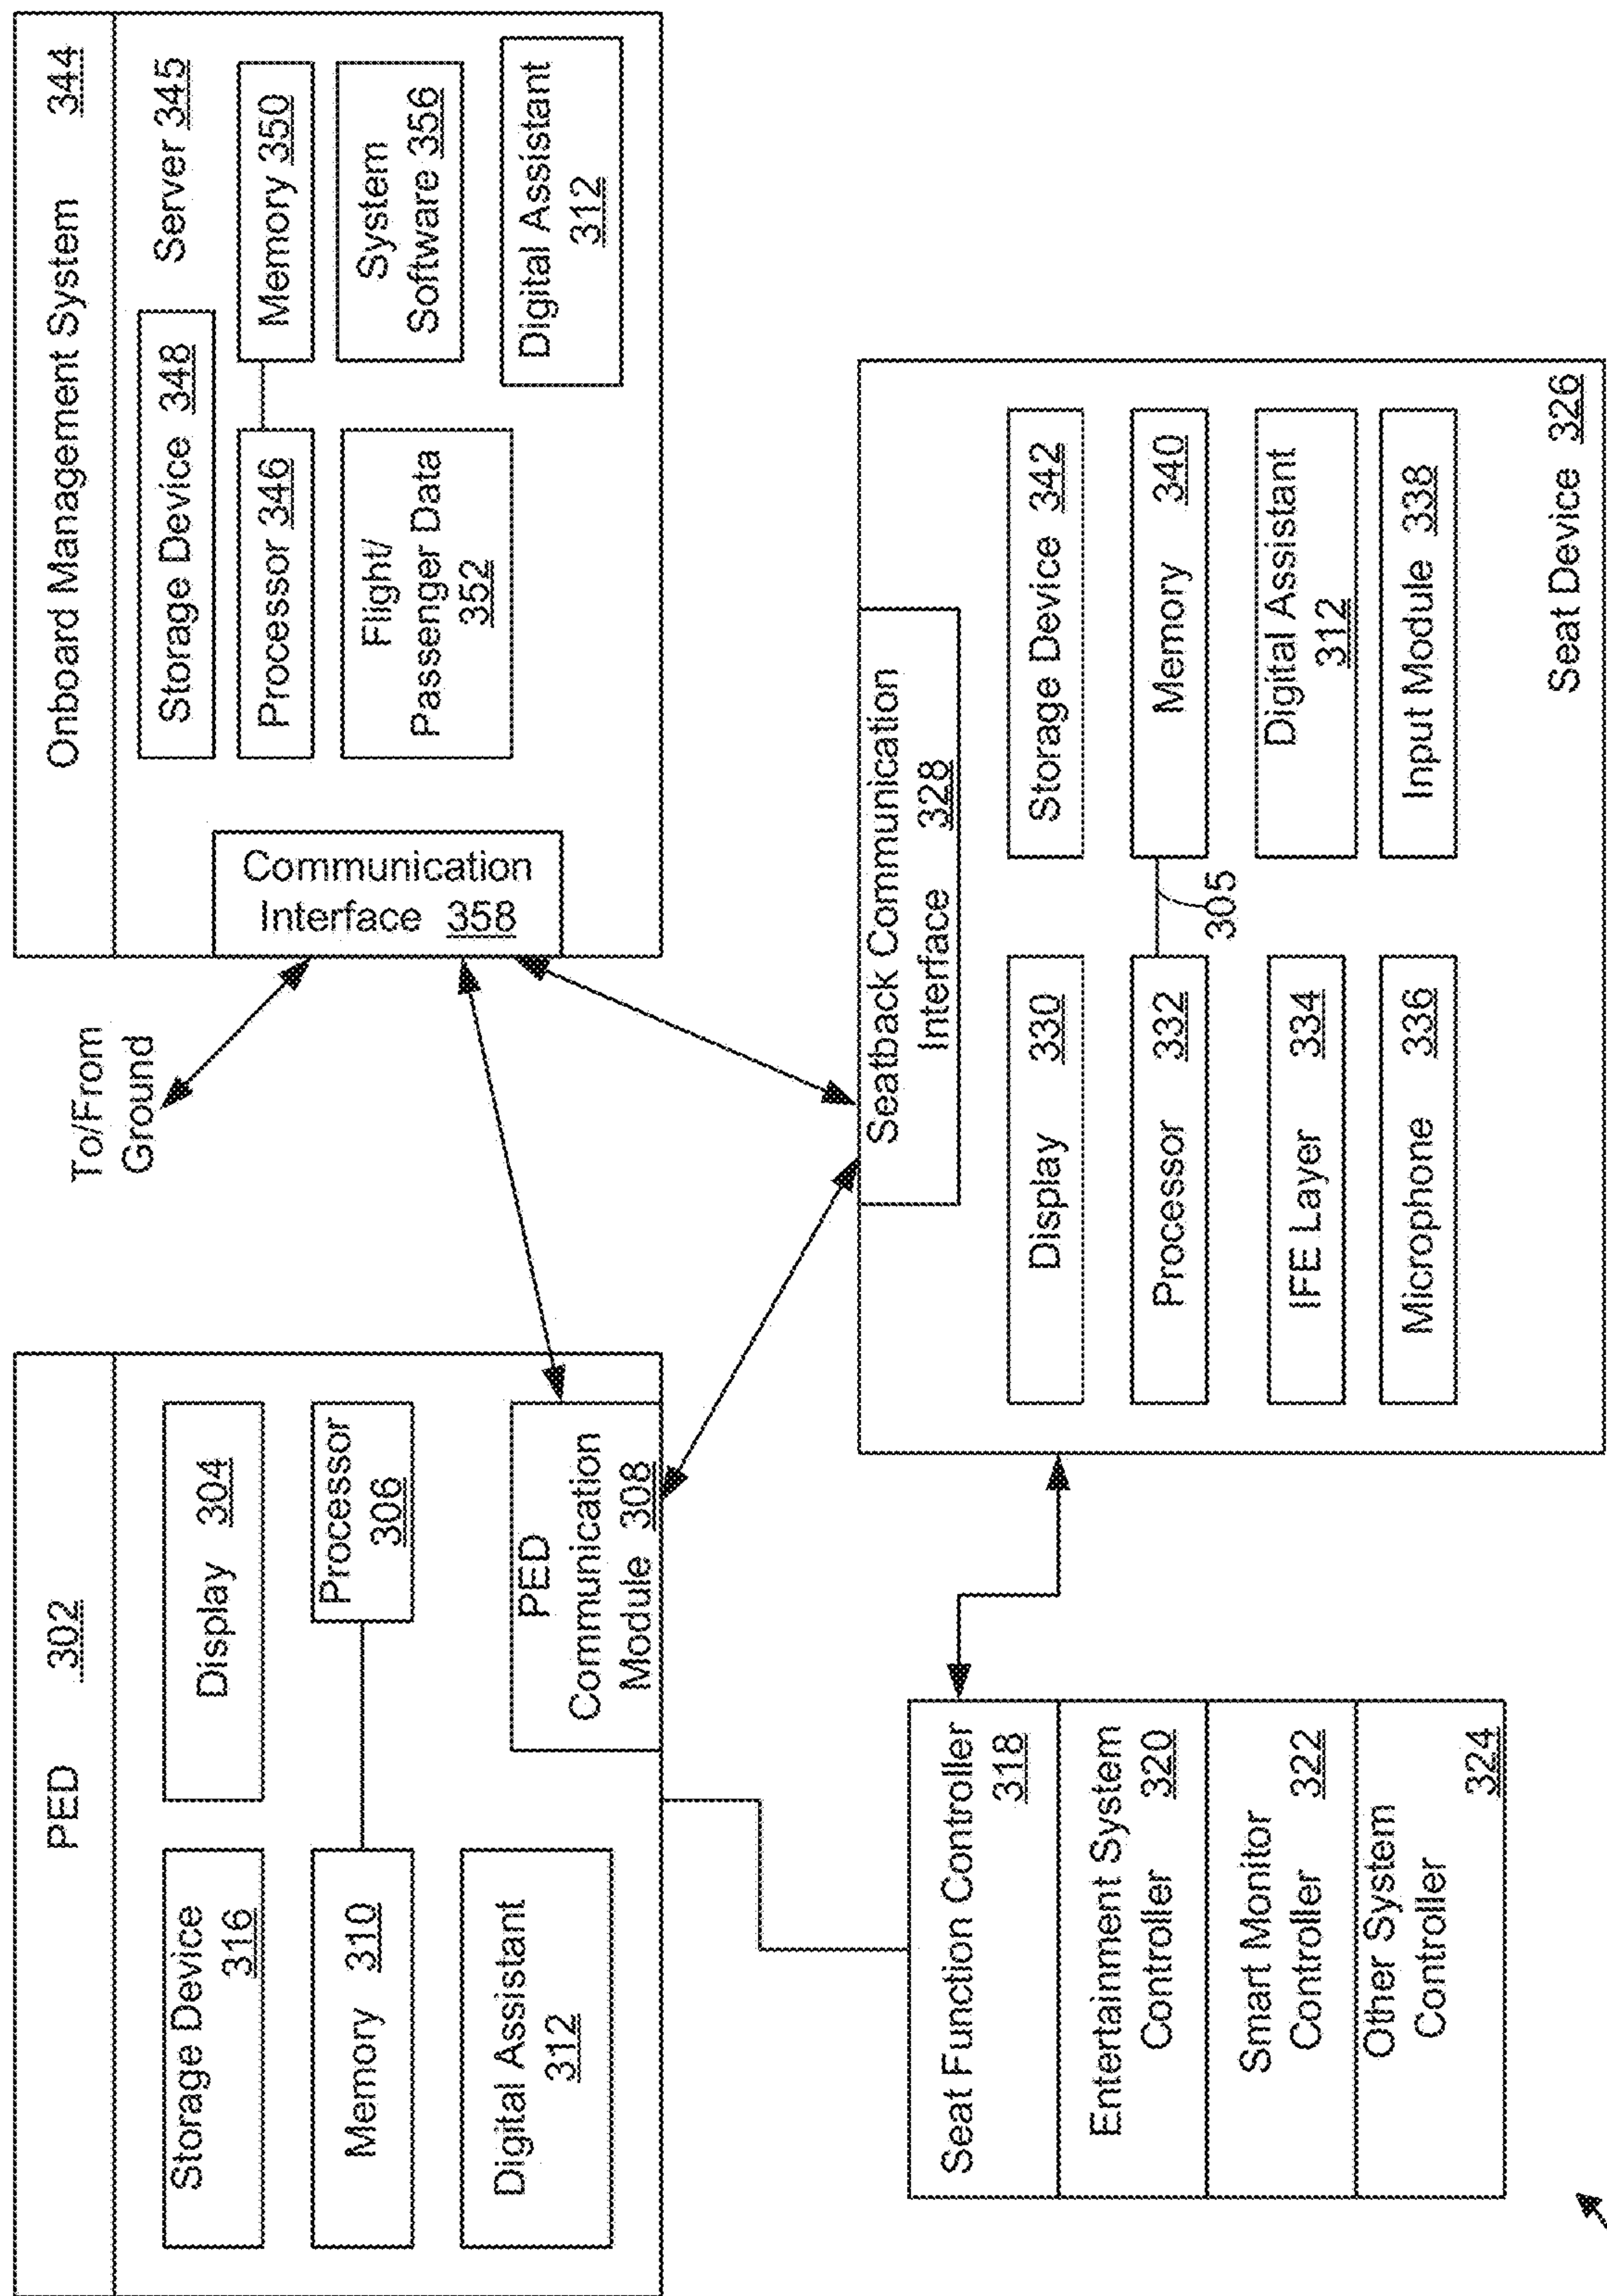 PED 302
Storage Device
316
Display 304
Memory 310
Processor
306
Digital Assistant
312
PED
Communication
Module 308
To/From
Ground
Onboard Management System 344
Storage Device 348
Server 345
Processor 346
Memory 350
Communication
Interface 358
Flight/
Passenger Data
352
System
Software 356
Digital Assistant
312
Seat Function Controller
318
Entertainment System
Controller 320
Smart Monitor
Controller 322
Other System
Controller
324
Seatback Communication
Interface 328
Display 330
Storage Device 342
Processor 332
305
Memory 340
IFE Layer 334
Digital Assistant
312
Microphone 336
Input Module 338
Seat Device 326